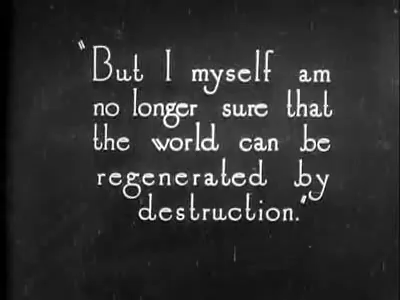 "But I myself am
no longer sure that
the world can be
regenerated by
destruction."